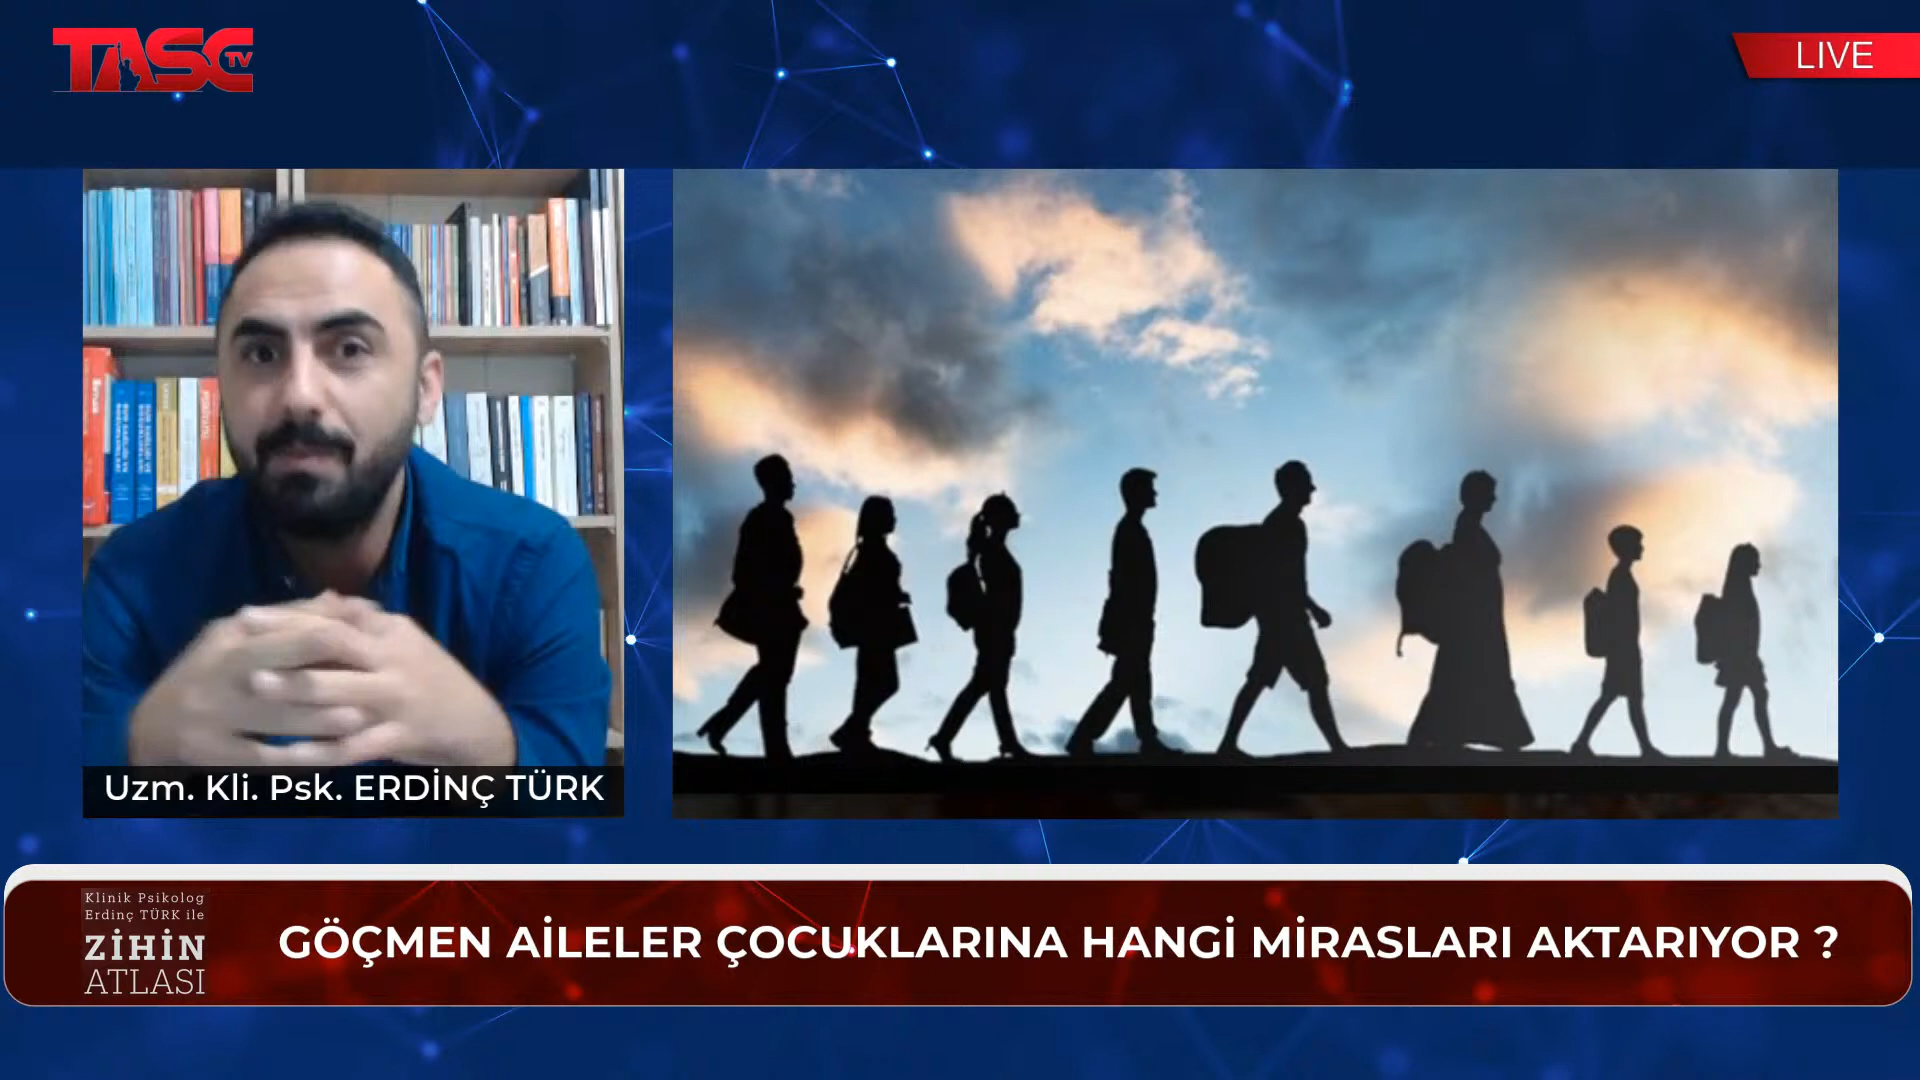 TASC TV
LIVE
Uzm. Kli. Psk. ERDİNÇ TÜRK
Klinik Psikolog
Erdinç TÜRK ile
ZİHİN
ATLASI
GÖÇMEN AİLELER ÇOCUKLARINA HANGİ MİRASLARI AKTARIYOR ?